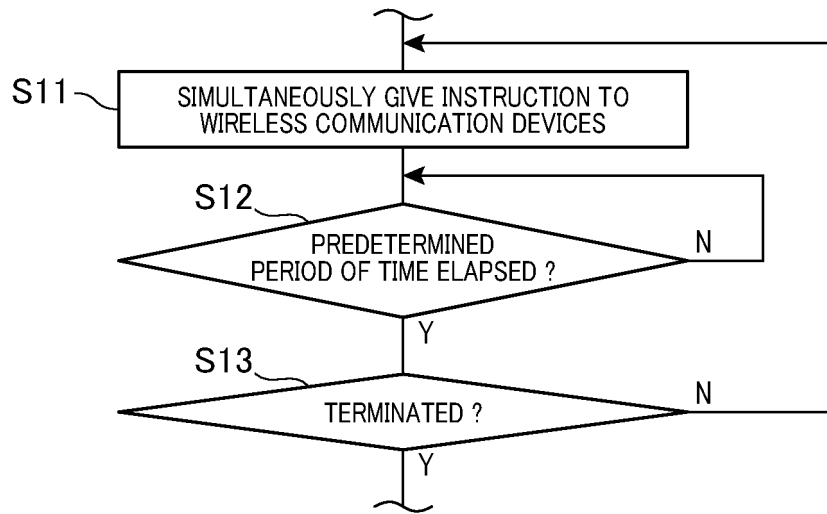 S11
SIMULTANEOUSLY GIVE INSTRUCTION TO
WIRELESS COMMUNICATION DEVICES
S12
PREDETERMINED
PERIOD OF TIME ELAPSED ?
N
Y
S13
TERMINATED ?
N
Y